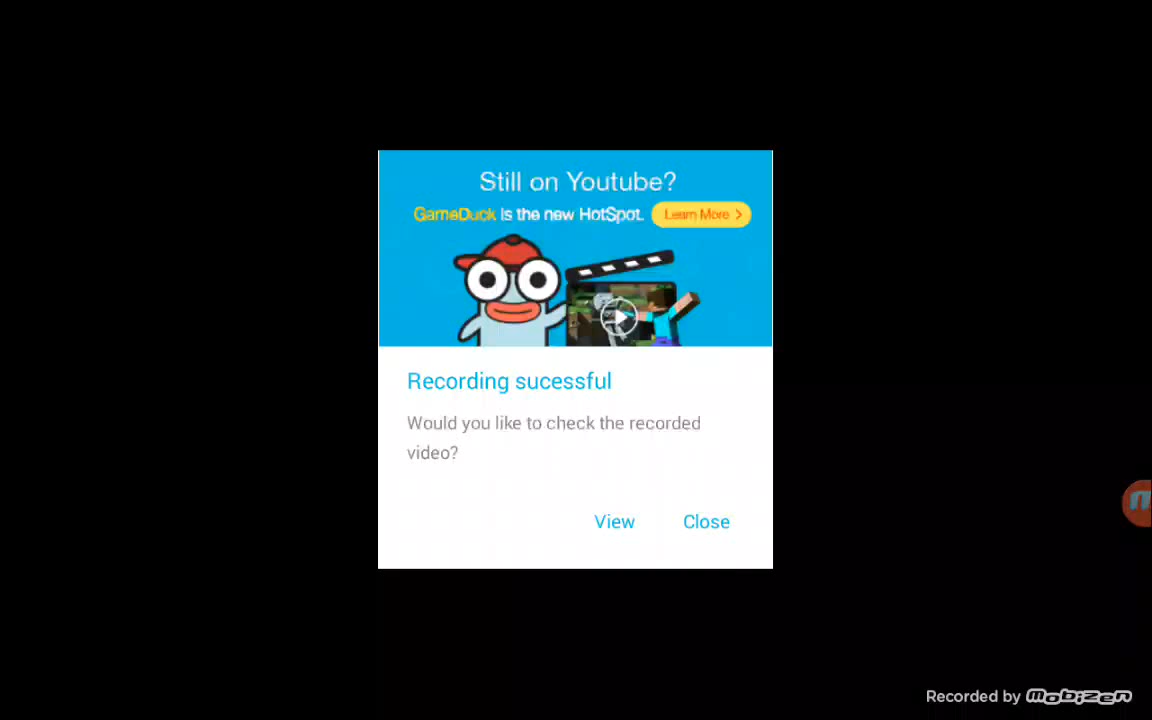 Still on Youtube?
GameDuck is the new HotSpot. Learn More >
Recording sucessful
Would you like to check the recorded
video?
View Close
Recorded by mobizen